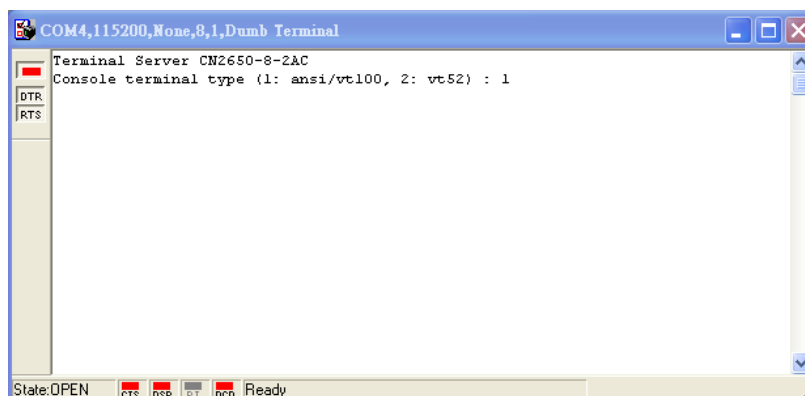 COM4,115200,None,8,1,Dumb Terminal
Terminal Server CN2650-8-2AC
Console terminal type (1: ansi/vt100, 2: vt52) : 1
DTR
RTS
State:OPEN CTS DSR RI DCD Ready